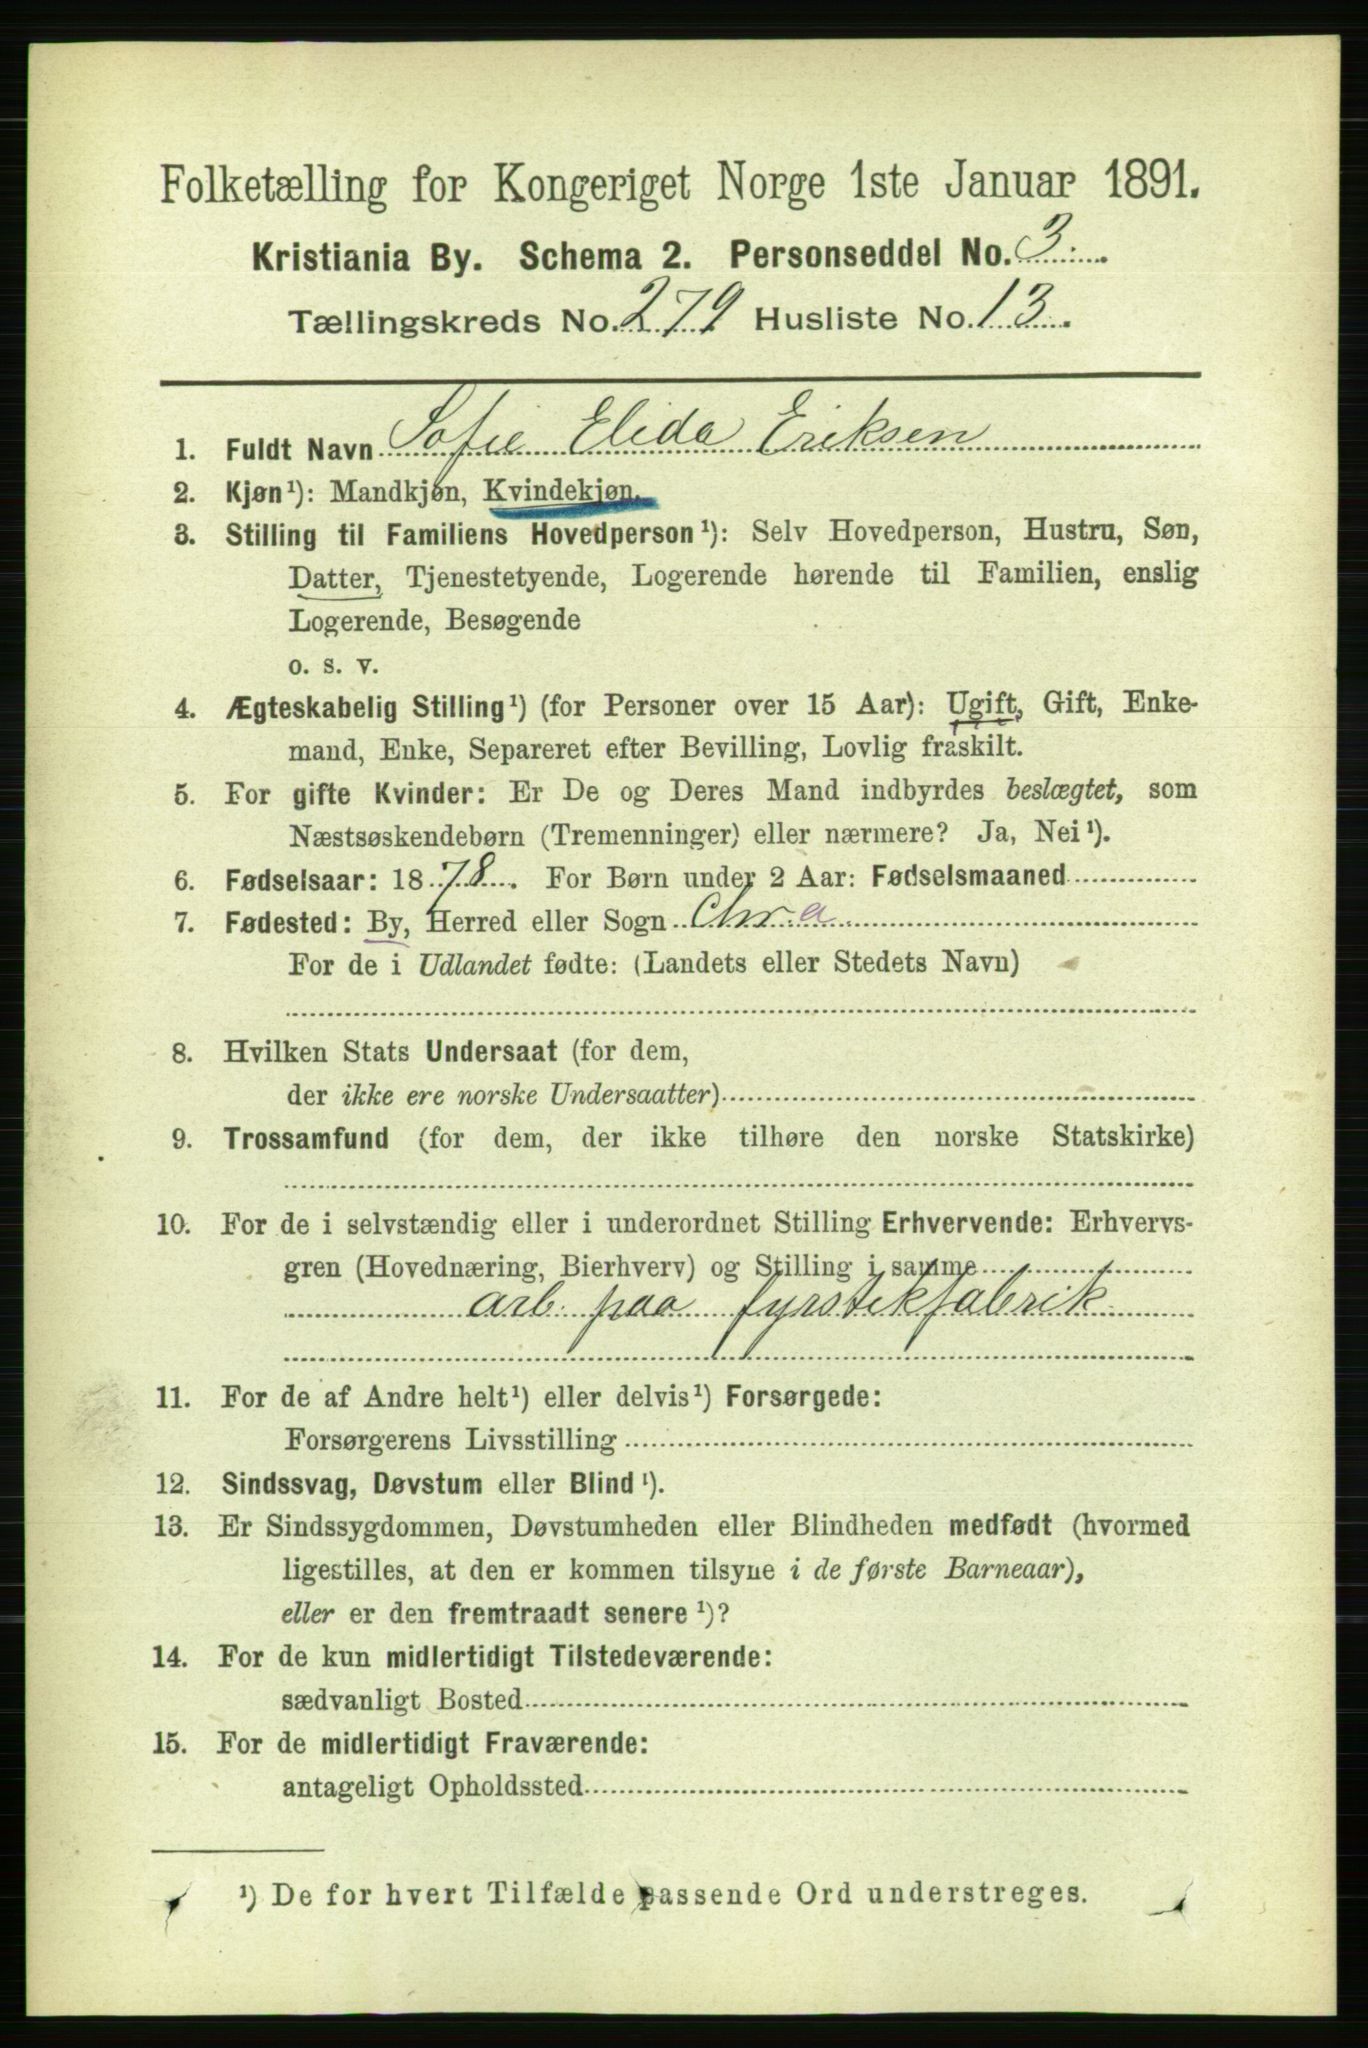 Folketælling for Kongeriget Norge 1ste Januar 1891.
Kristiania By. Schema 2. Personseddel No. 3.
Tællingskreds No. 279 Husliste No. 13.
1. Fuldt Navn Sofie Elida Eriksen
2. Kjøn¹): Mandkjøn, Kvindekjøn.
3. Stilling til Familiens Hovedperson¹): Selv Hovedperson, Hustru, Søn,
Datter, Tjenestetyende, Logerende hørende til Familien, enslig
Logerende, Besøgende
o. s. v.
4. Ægteskabelig Stilling¹) (for Personer over 15 Aar): Ugift, Gift, Enke-
mand, Enke, Separeret efter Bevilling, Lovlig fraskilt.
5. For gifte Kvinder: Er De og Deres Mand indbyrdes beslægtet, som
Næstsøskendebørn (Tremenninger) eller nærmere? Ja, Nei¹).
6. Fødselsaar: 1878. For Børn under 2 Aar: Fødselsmaaned
7. Fødested: By, Herred eller Sogn Chr.a.
For de i Udlandet fødte: (Landets eller Stedets Navn)
8. Hvilken Stats Undersaat (for dem,
der ikke ere norske Undersaatter)
9. Trossamfund (for dem, der ikke tilhøre den norske Statskirke)
10. For de i selvstændig eller i underordnet Stilling Erhvervende: Erhvervs-
gren (Hovednæring, Bierhverv) og Stilling i samme
arb. paa fyrstikfabrik
11. For de af Andre helt¹) eller delvis¹) Forsørgede:
Forsørgerens Livsstilling
12. Sindssvag, Døvstum eller Blind¹).
13. Er Sindssygdommen, Døvstumheden eller Blindheden medfødt (hvormed
ligestilles, at den er kommen tilsyne i de første Barneaar),
eller er den fremtraadt senere¹)?
14. For de kun midlertidigt Tilstedeværende:
sædvanligt Bosted
15. For de midlertidigt Fraværende:
antageligt Opholdssted
¹) De for hvert Tilfælde passende Ord understreges.